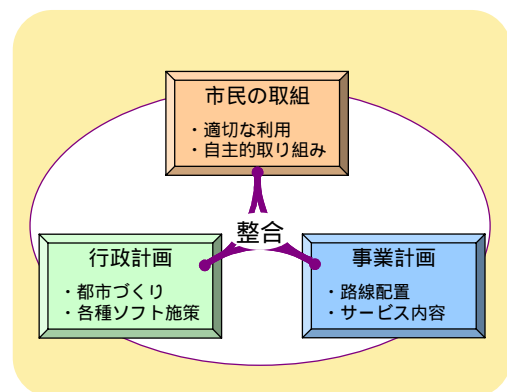 市民の取組
・適切な利用
・自主的取り組み
整合
行政計画
・都市づくり
・各種ソフト施策
事業計画
・路線配置
・サービス内容